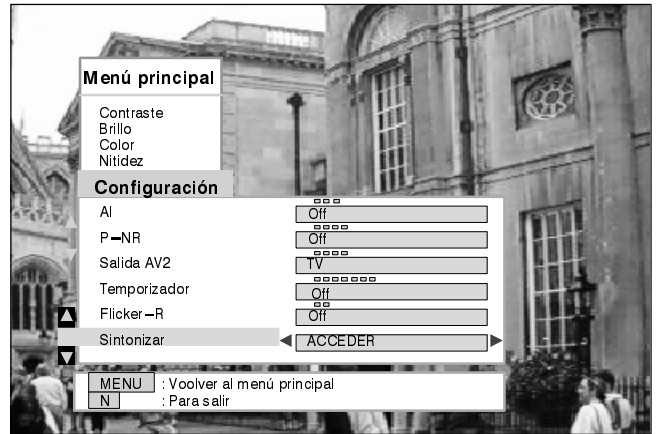 Menú principal
Contraste
Brillo
Color
Nitidez
Configuración
AI Off
P–NR Off
Salida AV2 TV
Temporizador Off
Flicker–R Off
Sintonizar ACCEDER
MENU : Voolver al menú principal
N : Para salir